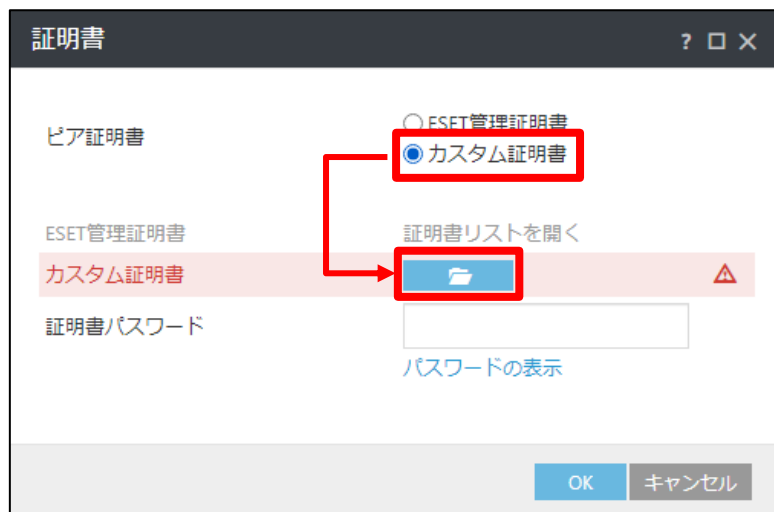 証明書
?
ピア証明書
ESET管理証明書
カスタム証明書
ESET管理証明書
証明書リストを開く
カスタム証明書
証明書パスワード
パスワードの表示
OK
キャンセル